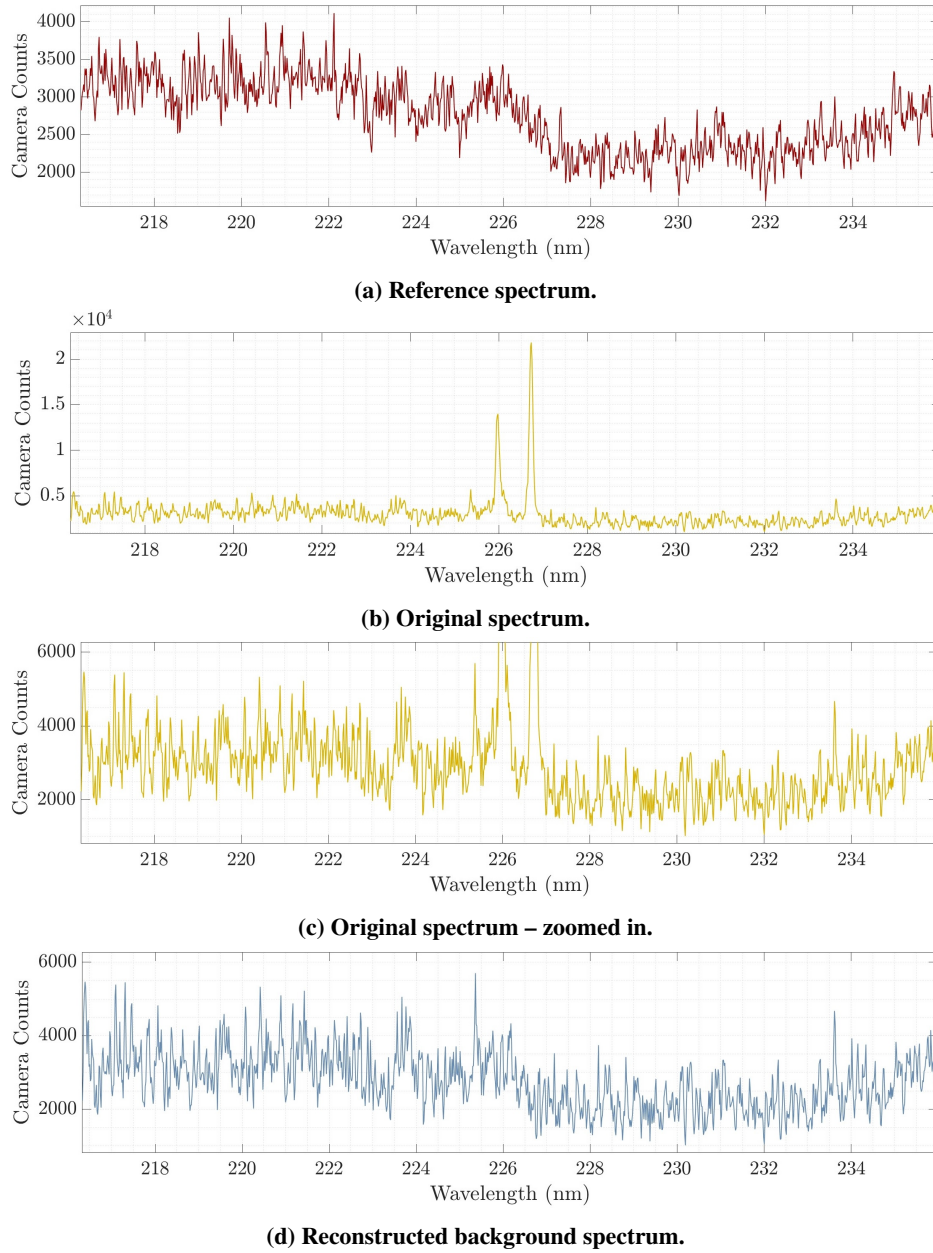 4000
3500
3000
2500
2000
Camera Counts
218 220 222 224 226 228 230 232 234
Wavelength (nm)
(a) Reference spectrum.
×10⁴
2
1.5
1
0.5
Camera Counts
218 220 222 224 226 228 230 232 234
Wavelength (nm)
(b) Original spectrum.
6000
4000
2000
Camera Counts
218 220 222 224 226 228 230 232 234
Wavelength (nm)
(c) Original spectrum – zoomed in.
6000
4000
2000
Camera Counts
218 220 222 224 226 228 230 232 234
Wavelength (nm)
(d) Reconstructed background spectrum.